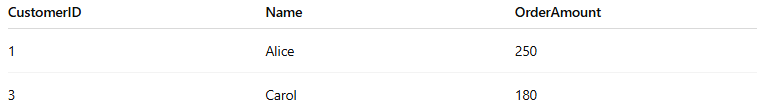 CustomerID Name OrderAmount
1 Alice 250
3 Carol 180